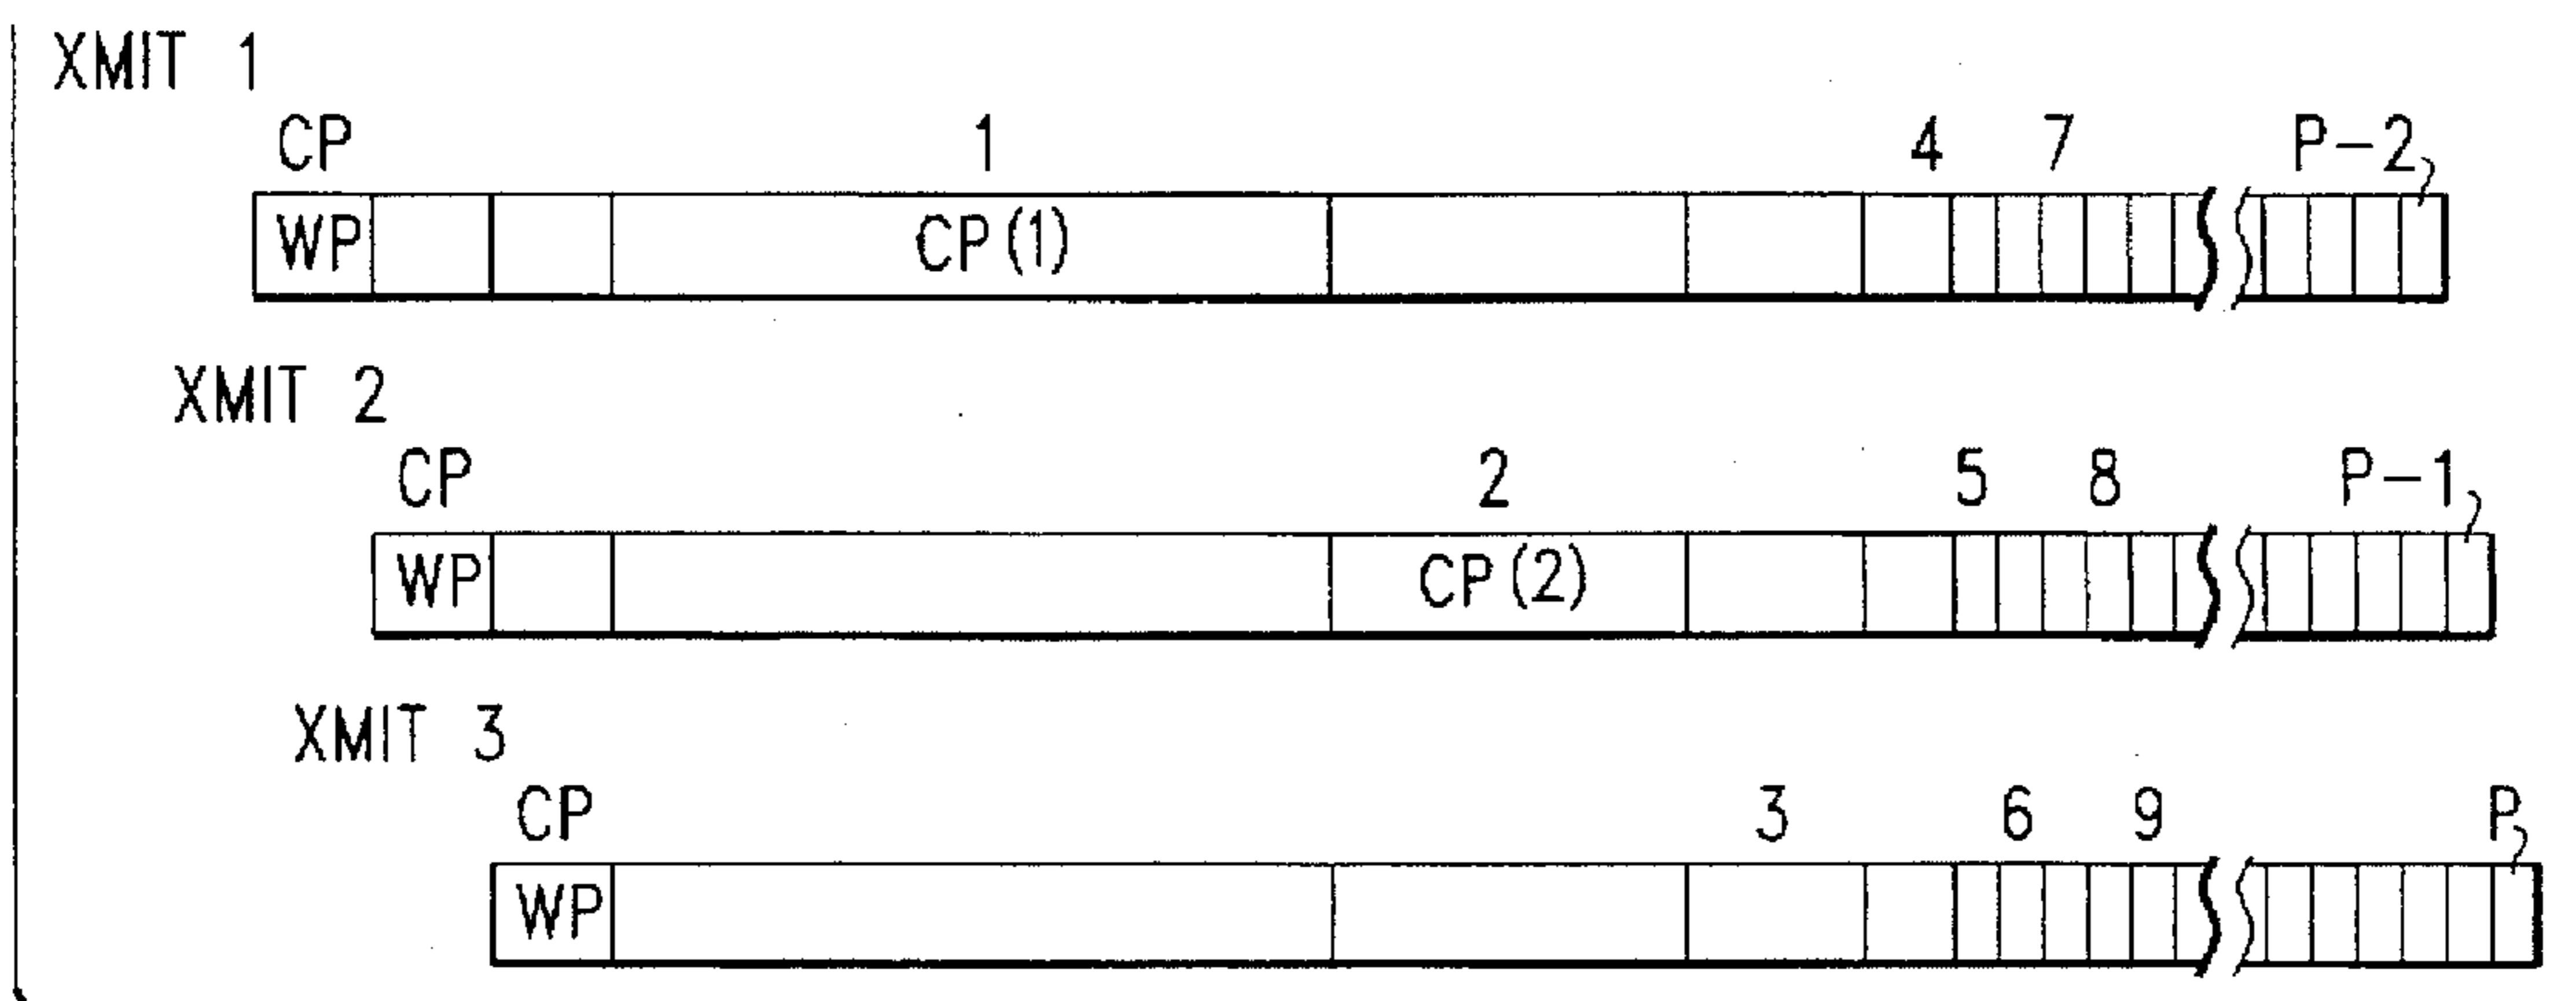 XMIT 1
CP 1 4 7 P-2
WP CP(1)
XMIT 2
CP 2 5 8 P-1
WP CP(2)
XMIT 3
CP 3 6 9 P
WP